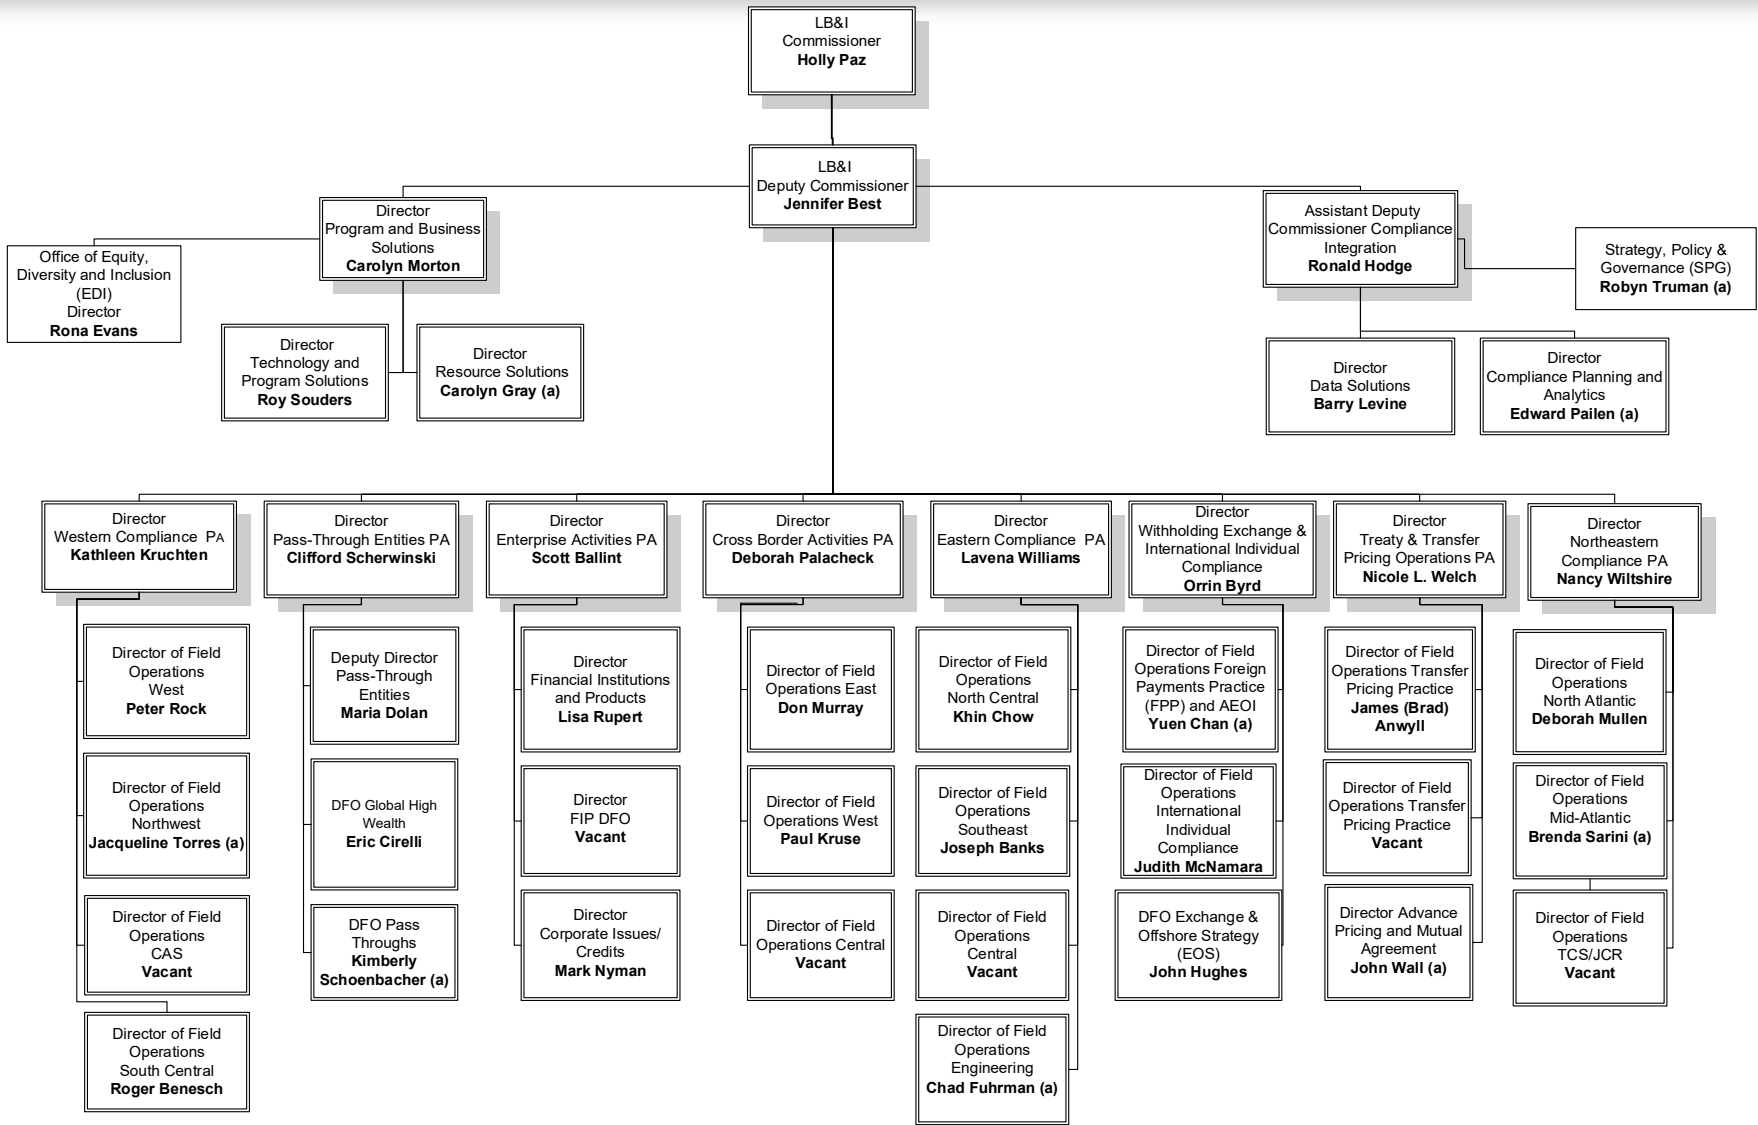 LB&I
Commissioner
Holly Paz
LB&I
Deputy Commissioner
Jennifer Best
Director
Program and Business
Solutions
Carolyn Morton
Assistant Deputy
Commissioner Compliance
Integration
Ronald Hodge
Office of Equity,
Diversity and Inclusion
(EDI)
Director
Rona Evans
Strategy, Policy &
Governance (SPG)
Robyn Truman (a)
Director
Technology and
Program Solutions
Roy Souders
Director
Resource Solutions
Carolyn Gray (a)
Director
Data Solutions
Barry Levine
Director
Compliance Planning and
Analytics
Edward Pailen (a)
Director
Western Compliance PA
Kathleen Kruchten
Director
Pass-Through Entities PA
Clifford Scherwinski
Director
Enterprise Activities PA
Scott Ballint
Director
Cross Border Activities PA
Deborah Palacheck
Director
Eastern Compliance PA
Lavena Williams
Director
Withholding Exchange &
International Individual
Compliance
Orrin Byrd
Director
Treaty & Transfer
Pricing Operations PA
Nicole L. Welch
Director
Northeastern
Compliance PA
Nancy Wiltshire
Director of Field
Operations
West
Peter Rock
Director of Field
Operations
Northwest
Jacqueline Torres (a)
Director of Field
Operations
CAS
Vacant
Director of Field
Operations
South Central
Roger Benesch
Deputy Director
Pass-Through
Entities
Maria Dolan
DFO Global High
Wealth
Eric Cirelli
DFO Pass
Throughs
Kimberly
Schoenbacher (a)
Director
Financial Institutions
and Products
Lisa Rupert
Director
FIP DFO
Vacant
Director
Corporate Issues/
Credits
Mark Nyman
Director of Field
Operations East
Don Murray
Director of Field
Operations West
Paul Kruse
Director of Field
Operations Central
Vacant
Director of Field
Operations
North Central
Khin Chow
Director of Field
Operations
Southeast
Joseph Banks
Director of Field
Operations
Central
Vacant
Director of Field
Operations
Engineering
Chad Fuhrman (a)
Director of Field
Operations Foreign
Payments Practice
(FPP) and AEOI
Yuen Chan (a)
Director of Field
Operations
International
Individual
Compliance
Judith McNamara
DFO Exchange &
Offshore Strategy
(EOS)
John Hughes
Director of Field
Operations Transfer
Pricing Practice
James (Brad)
Anwyll
Director of Field
Operations Transfer
Pricing Practice
Vacant
Director Advance
Pricing and Mutual
Agreement
John Wall (a)
Director of Field
Operations
North Atlantic
Deborah Mullen
Director of Field
Operations
Mid-Atlantic
Brenda Sarini (a)
Director of Field
Operations
TCS/JCR
Vacant